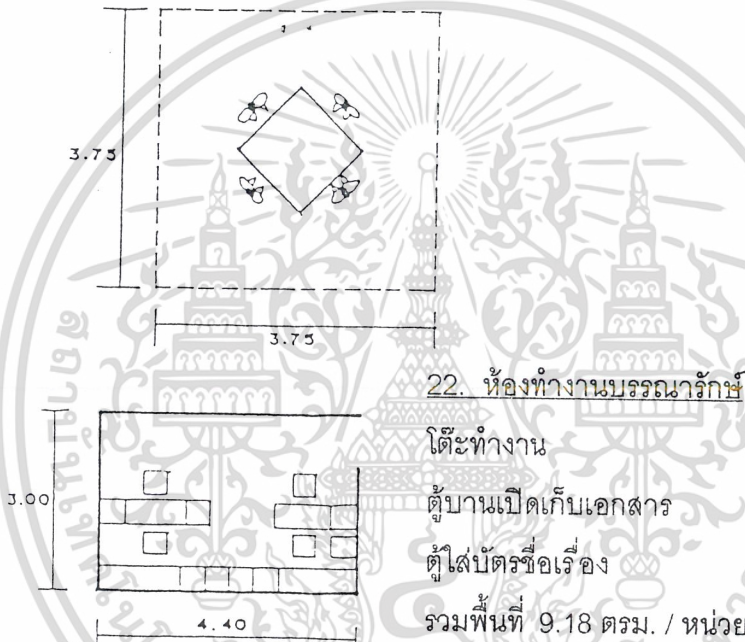 3.75
3.75
22. ห้องทำงานบรรณารักษ์
โต๊ะทำงาน
3.00
ตู้บานเปิดเก็บเอกสาร
ตู้ใส่บัตรชื่อเรื่อง
4.40
รวมพื้นที่ 9.18 ตรม. / หน่วย